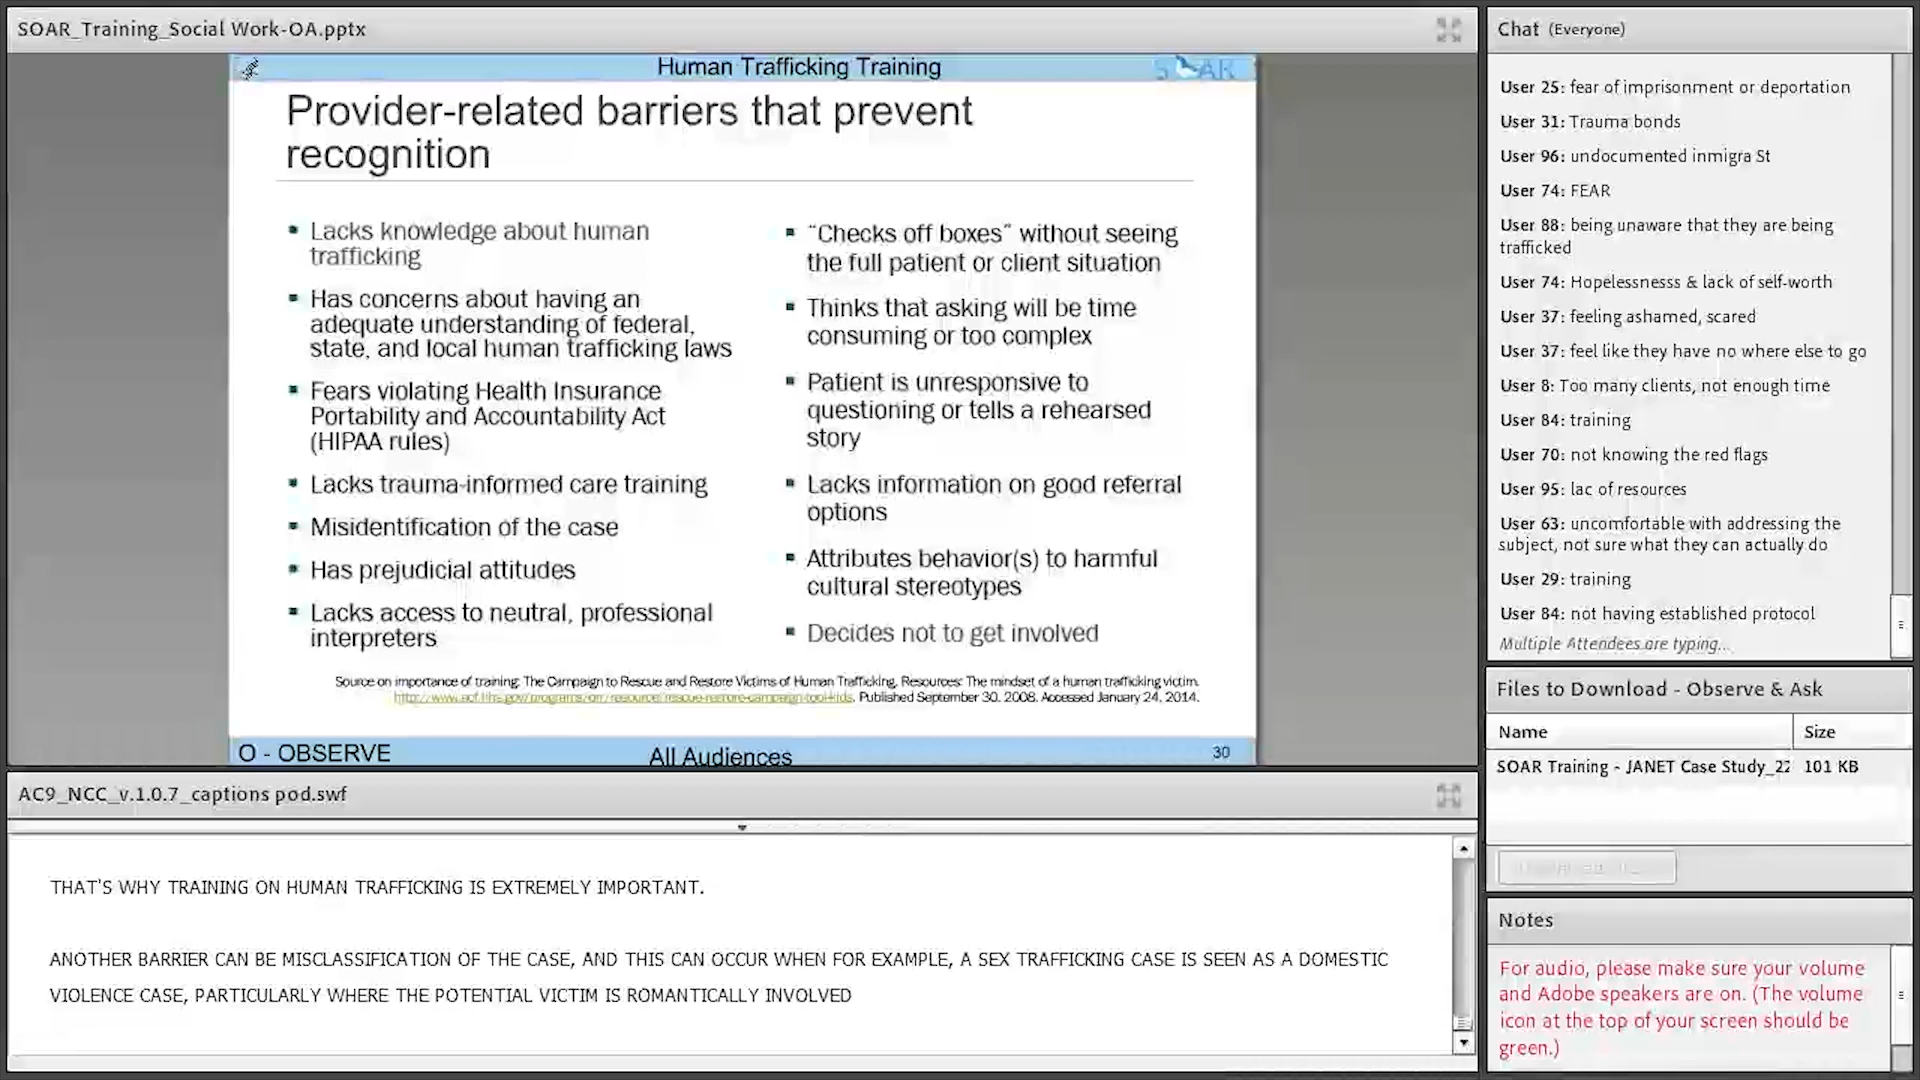 SOAR_Training_Social Work-OA.pptx
Human Trafficking Training
SOAR
Provider-related barriers that prevent
recognition
Lacks knowledge about human
trafficking
Has concerns about having an
adequate understanding of federal,
state, and local human trafficking laws
Fears violating Health Insurance
Portability and Accountability Act
(HIPAA rules)
Lacks trauma-informed care training
Misidentification of the case
Has prejudicial attitudes
Lacks access to neutral, professional
interpreters
“Checks off boxes” without seeing
the full patient or client situation
Thinks that asking will be time
consuming or too complex
Patient is unresponsive to
questioning or tells a rehearsed
story
Lacks information on good referral
options
Attributes behavior(s) to harmful
cultural stereotypes
Decides not to get involved
Source on importance of training: The Campaign to Rescue and Restore Victims of Human Trafficking. Resources: The mindset of a human trafficking victim.
http://www.acf.hhs.gov/programs/orr/resource/rescue-restore-campaign-tool-kids. Published September 30, 2008. Accessed January 24, 2014.
O - OBSERVE
All Audiences
30
AC9_NCC_v.1.0.7_captions pod.swf
THAT'S WHY TRAINING ON HUMAN TRAFFICKING IS EXTREMELY IMPORTANT.
ANOTHER BARRIER CAN BE MISCLASSIFICATION OF THE CASE, AND THIS CAN OCCUR WHEN FOR EXAMPLE, A SEX TRAFFICKING CASE IS SEEN AS A DOMESTIC
VIOLENCE CASE, PARTICULARLY WHERE THE POTENTIAL VICTIM IS ROMANTICALLY INVOLVED
Chat (Everyone)
User 25: fear of imprisonment or deportation
User 31: Trauma bonds
User 96: undocumented inmigra St
User 74: FEAR
User 88: being unaware that they are being
trafficked
User 74: Hopelessnesss & lack of self-worth
User 37: feeling ashamed, scared
User 37: feel like they have no where else to go
User 8: Too many clients, not enough time
User 84: training
User 70: not knowing the red flags
User 95: lac of resources
User 63: uncomfortable with addressing the
subject, not sure what they can actually do
User 29: training
User 84: not having established protocol
Multiple Attendees are typing...
Files to Download - Observe & Ask
Name Size
SOAR Training - JANET Case Study_22 101 KB
Notes
For audio, please make sure your volume
and Adobe speakers are on. (The volume
icon at the top of your screen should be
green.)